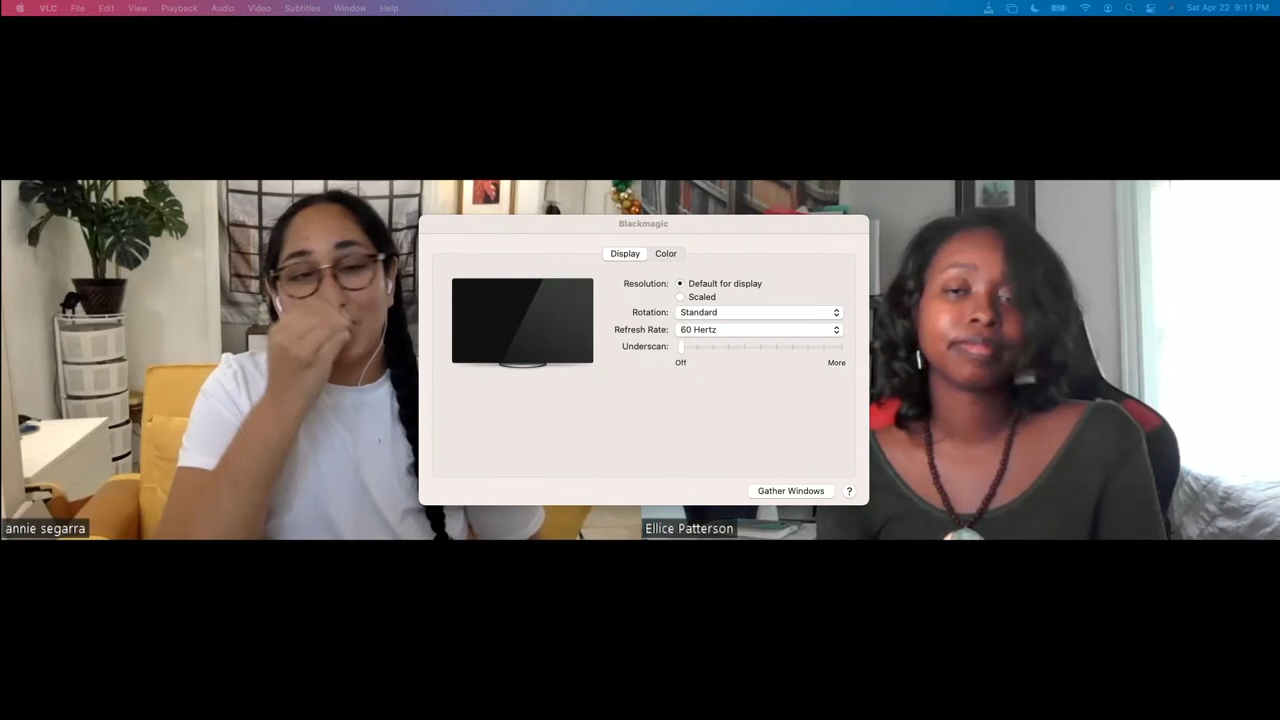 VLC File Edit View Playback Audio Video Subtitles Window Help Sat Apr 22 9:11 PM
Blackmagic
Display Color
Resolution: Default for display
Scaled
Rotation: Standard
Refresh Rate: 60 Hertz
Underscan:
Off More
Gather Windows ?
annie segarra
Ellice Patterson